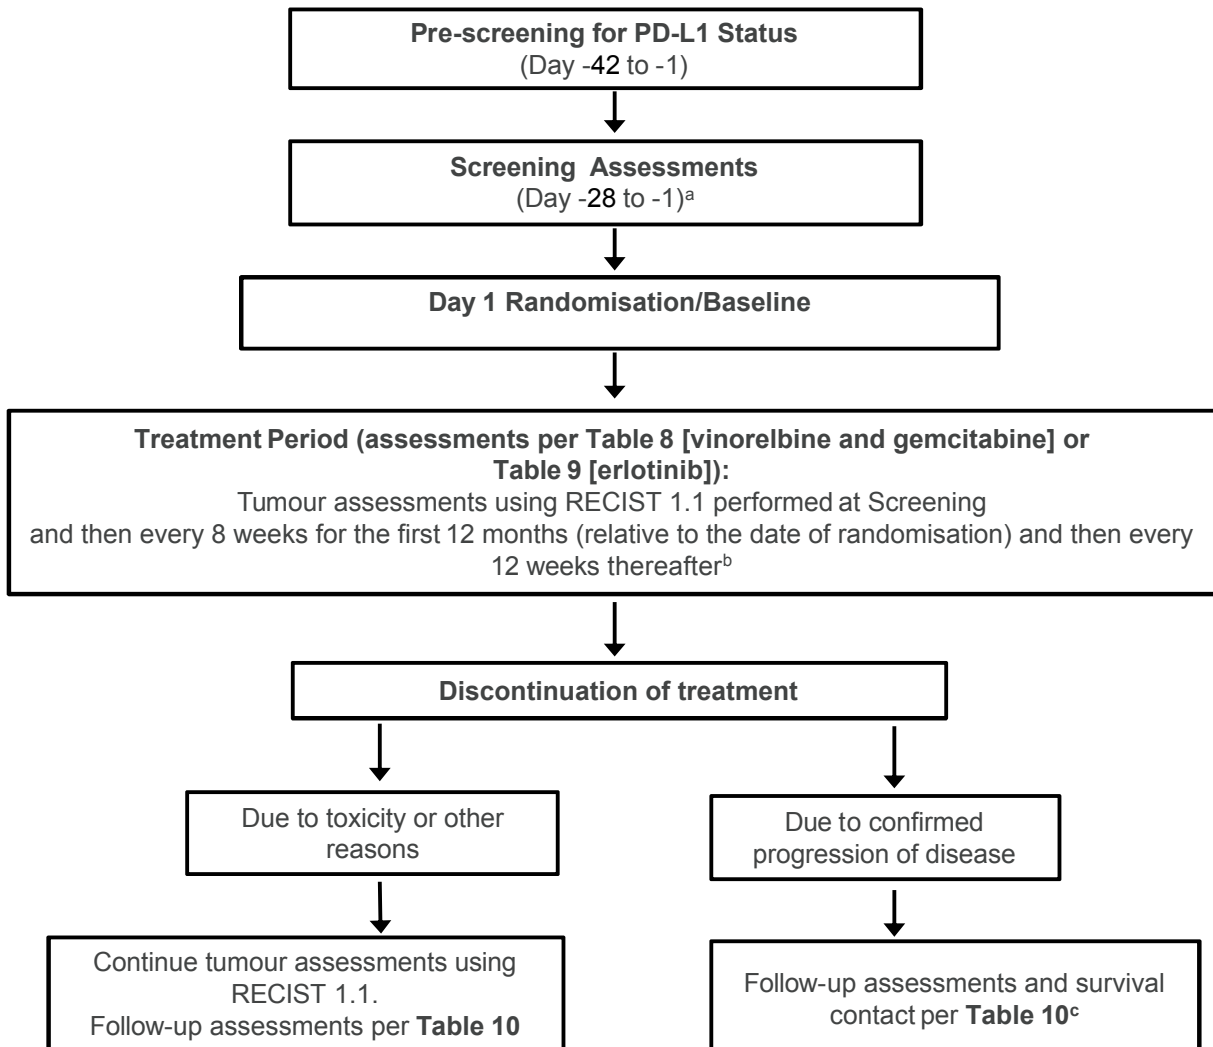 Pre-screening for PD-L1 Status
(Day -42 to -1)
Screening Assessments
(Day -28 to -1)ᵃ
Day 1 Randomisation/Baseline
Treatment Period (assessments per Table 8 [vinorelbine and gemcitabine] or
Table 9 [erlotinib]):
Tumour assessments using RECIST 1.1 performed at Screening
and then every 8 weeks for the first 12 months (relative to the date of randomisation) and then every
12 weeks thereafterᵇ
Discontinuation of treatment
Due to toxicity or other
reasons
Due to confirmed
progression of disease
Continue tumour assessments using
RECIST 1.1.
Follow-up assessments per Table 10
Follow-up assessments and survival
contact per Table 10ᶜ